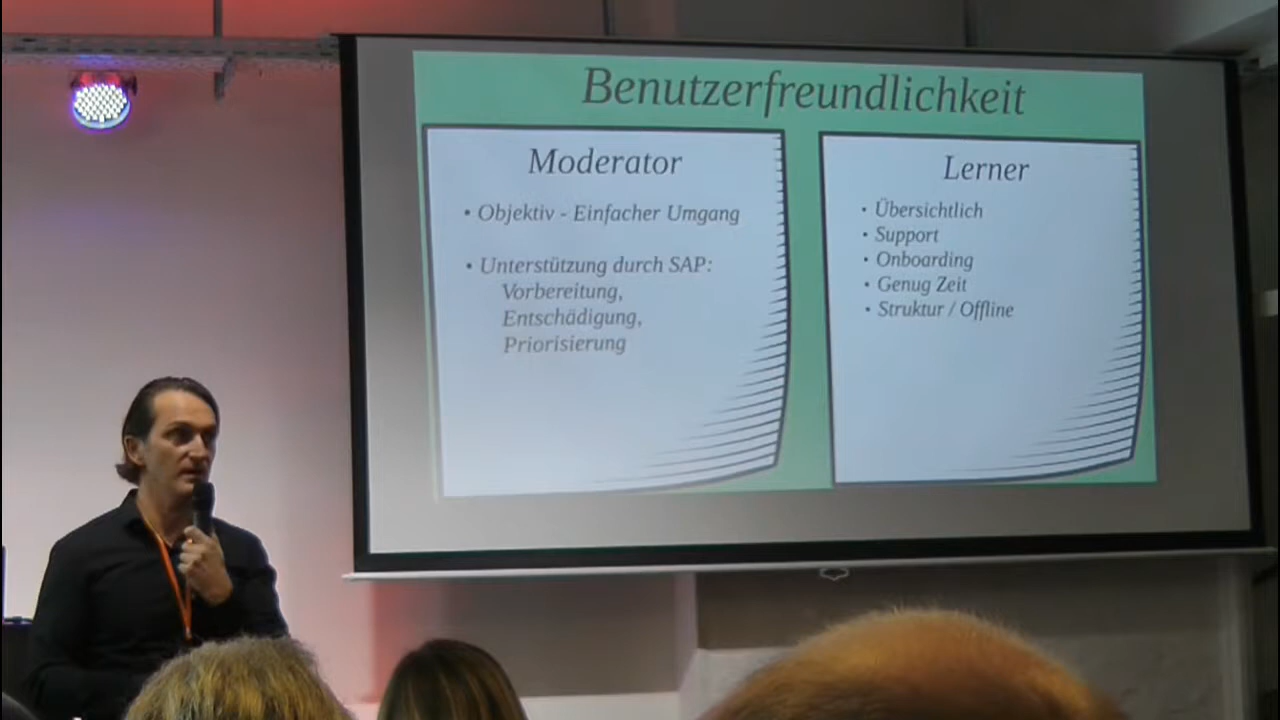 Benutzerfreundlichkeit
Moderator
• Objektiv - Einfacher Umgang
• Unterstützung durch SAP:
Vorbereitung,
Entschädigung,
Priorisierung
Lerner
• Übersichtlich
• Support
• Onboarding
• Genug Zeit
• Struktur / Offline